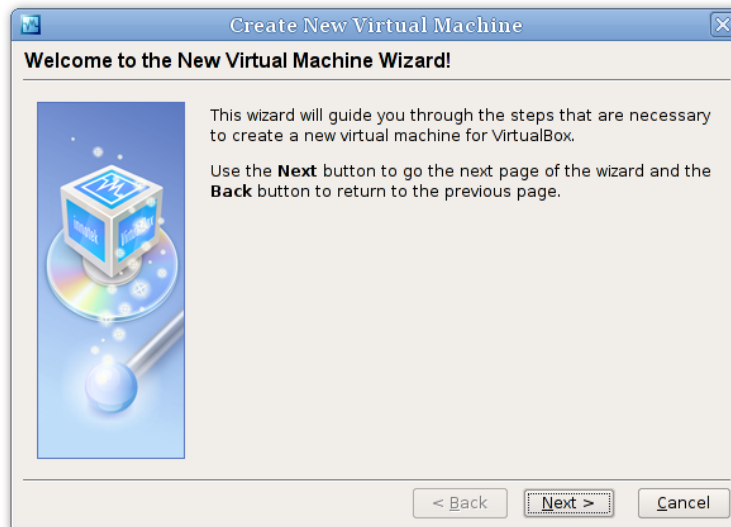 Create New Virtual Machine
Welcome to the New Virtual Machine Wizard!
This wizard will guide you through the steps that are necessary
to create a new virtual machine for VirtualBox.
Use the Next button to go the next page of the wizard and the
Back button to return to the previous page.
innotek
VirtualBox
< Back
Next >
Cancel